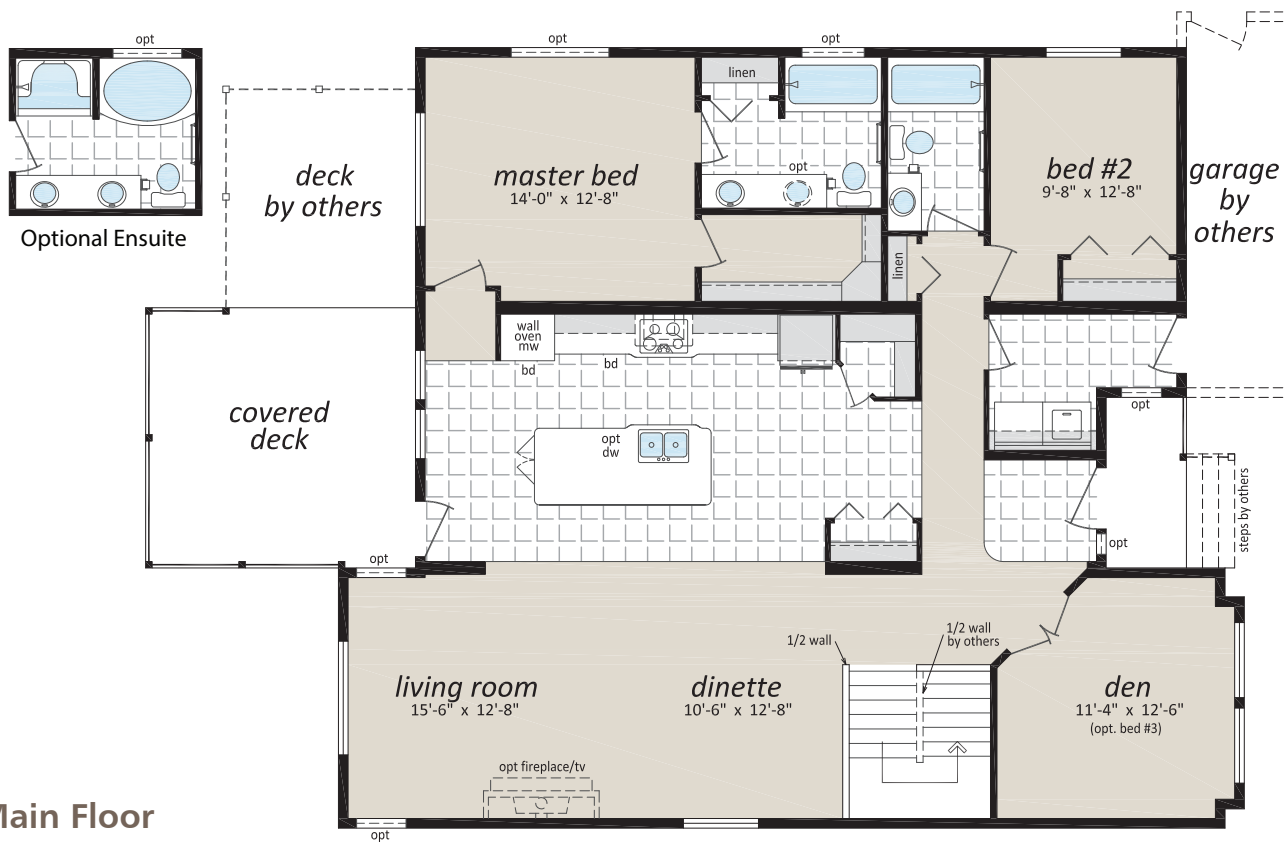 opt
Optional Ensuite
deck
by others
opt
opt
linen
master bed
14'-0" x 12'-8"
opt
bed #2
9'-8" x 12'-8"
garage
by
others
linen
wall
oven
mw
bd
bd
covered
deck
opt
dw
opt
opt
steps by others
opt
1/2 wall
1/2 wall
by others
living room
15'-6" x 12'-8"
dinette
10'-6" x 12'-8"
den
11'-4" x 12'-6"
(opt. bed #3)
opt fireplace/tv
Main Floor
opt